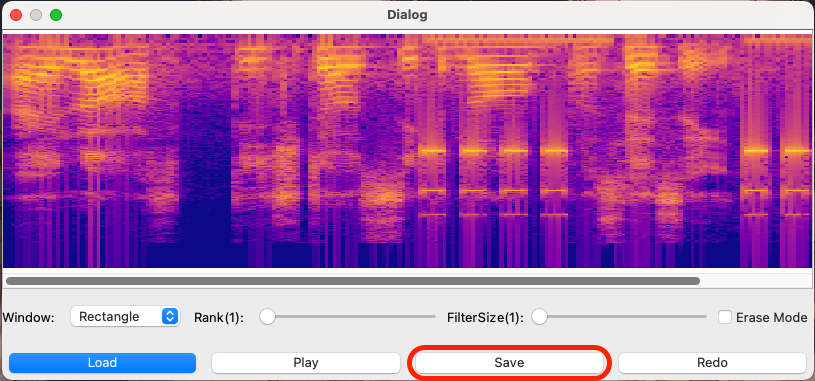 Dialog
Window: Rectangle Rank(1): FilterSize(1): Erase Mode
Load Play Save Redo